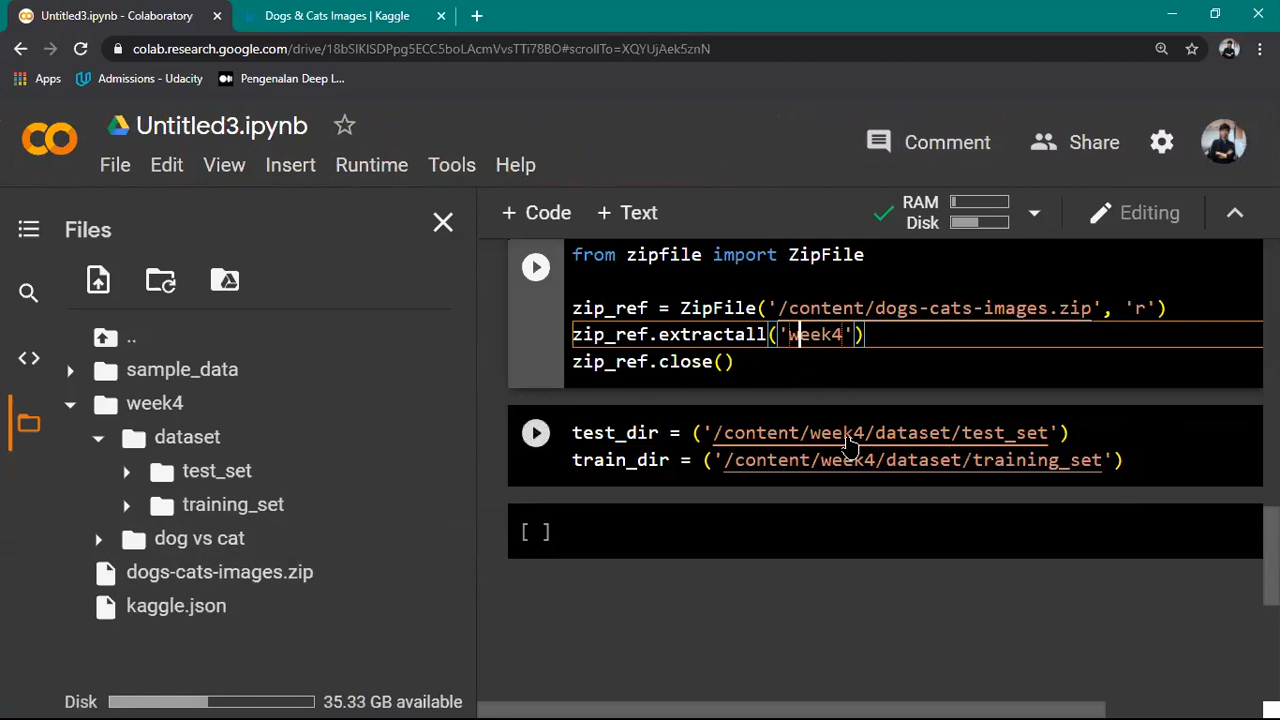 Untitled3.ipynb - Colaboratory
Dogs & Cats Images | Kaggle
colab.research.google.com/drive/18bSlKISDPpg5ECC5boLAcmVvsTTi78BO#scrollTo=XQYUjAek5znN
Apps
Admissions - Udacity
Pengenalan Deep L...
Untitled3.ipynb
Comment
Share
File Edit View Insert Runtime Tools Help
Files
+ Code + Text
RAM
Disk
Editing
..
sample_data
week4
dataset
test_set
training_set
dog vs cat
dogs-cats-images.zip
kaggle.json
Disk 35.33 GB available
from zipfile import ZipFile
zip_ref = ZipFile('/content/dogs-cats-images.zip', 'r')
zip_ref.extractall('week4')
zip_ref.close()
test_dir = ('/content/week4/dataset/test_set')
train_dir = ('/content/week4/dataset/training_set')
[ ]